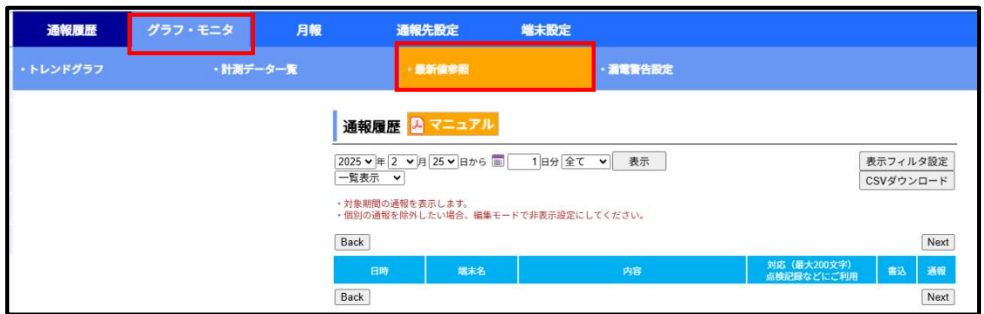 通報履歴 グラフ・モニタ 月報 通報先設定 端末設定
・トレンドグラフ ・計測データ一覧 ・最新値参照 ・漏電警告設定
通報履歴 マニュアル
2025 年 2 月 25 日から 1 日分 全て 表示 表示フィルタ設定
一覧表示 CSVダウンロード
・対象期間の通報を表示します。
・個別の通報を除外したい場合、編集モードで非表示設定にしてください。
Back Next
日時 端末名 内容 対応（最大200文字） 書込 通報
点検記録などにご利用
Back Next